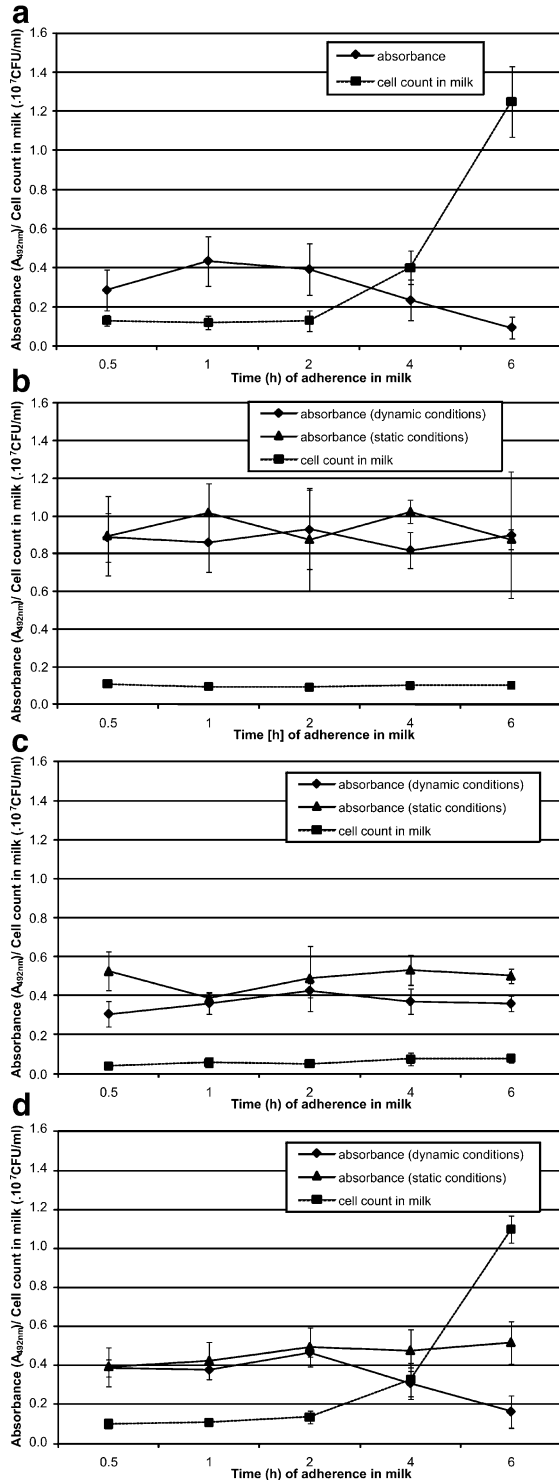 a
Absorbance (A492nm)/ Cell count in milk (.10⁷CFU/ml)
1.6
1.4
1.2
1.0
0.8
0.6
0.4
0.2
0.0
absorbance
cell count in milk
0.5 1 2 4 6
Time (h) of adherence in milk
b
Absorbance (A492nm)/ Cell count in milk (.10⁷CFU/ml)
1.6
1.4
1.2
1.0
0.8
0.6
0.4
0.2
0.0
absorbance (dynamic conditions)
absorbance (static conditions)
cell count in milk
0.5 1 2 4 6
Time [h] of adherence in milk
c
Absorbance (A492nm)/ Cell count in milk (.10⁷CFU/ml)
1.6
1.4
1.2
1.0
0.8
0.6
0.4
0.2
0.0
absorbance (dynamic conditions)
absorbance (static conditions)
cell count in milk
0.5 1 2 4 6
Time (h) of adherence in milk
d
Absorbance (A492nm)/ Cell count in milk (.10⁷CFU/ml)
1.6
1.4
1.2
1.0
0.8
0.6
0.4
0.2
0.0
absorbance (dynamic conditions)
absorbance (static conditions)
cell count in milk
0.5 1 2 4 6
Time (h) of adherence in milk